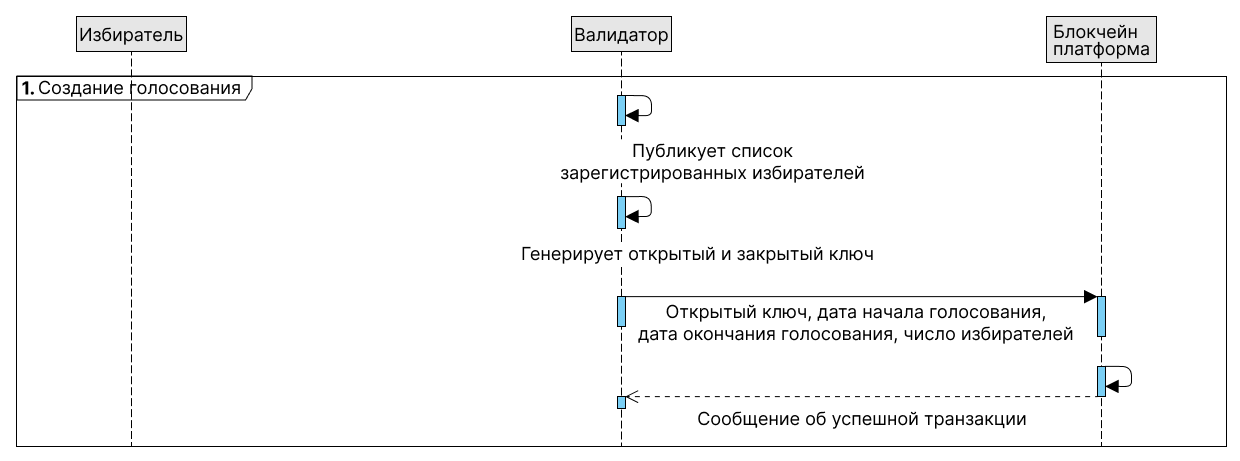 Избиратель
Валидатор
Блокчейн
платформа
1. Создание голосования
Публикует список
зарегистрированных избирателей
Генерирует открытый и закрытый ключ
Открытый ключ, дата начала голосования,
дата окончания голосования, число избирателей
Сообщение об успешной транзакции